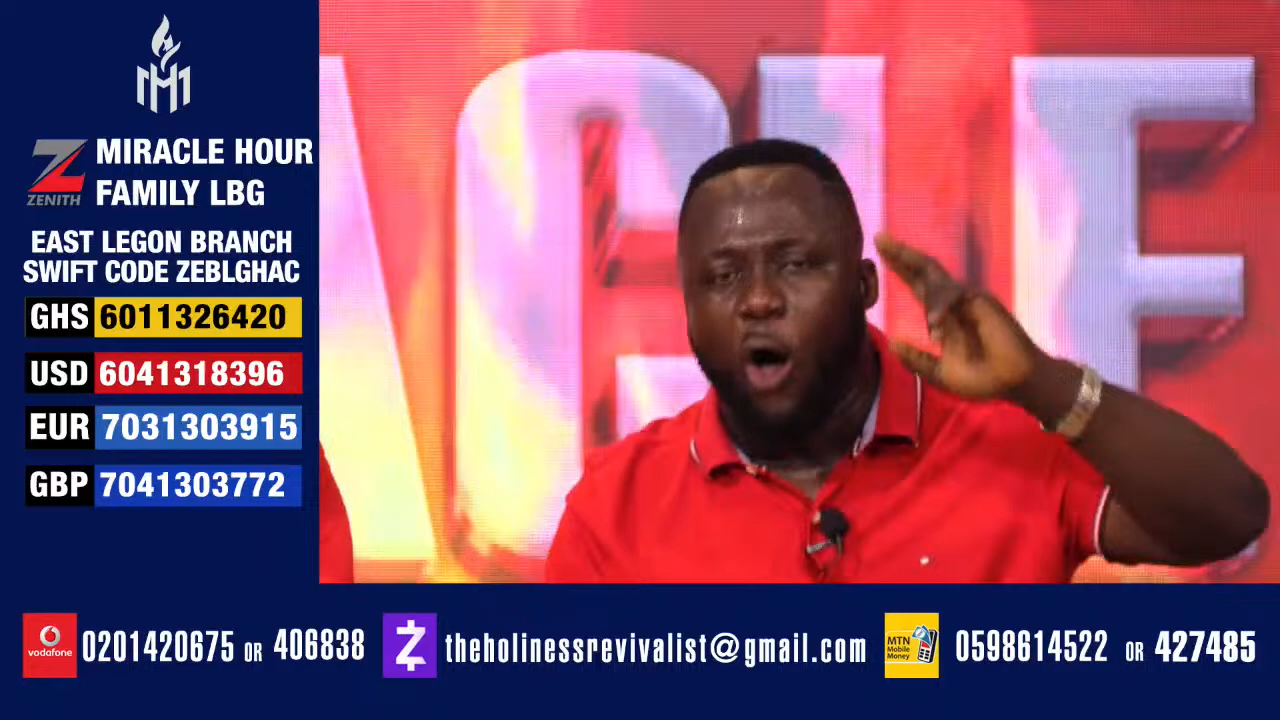 MIRACLE HOUR
FAMILY LBG
ZENITH
EAST LEGON BRANCH
SWIFT CODE ZEBLGHAC
GHS 6011326420
USD 6041318396
EUR 7031303915
GBP 7041303772
vodafone
0201420675 OR 406838
theholinessrevivalist@gmail.com
MTN
Mobile
Money
0598614522 OR 427485
ACLE